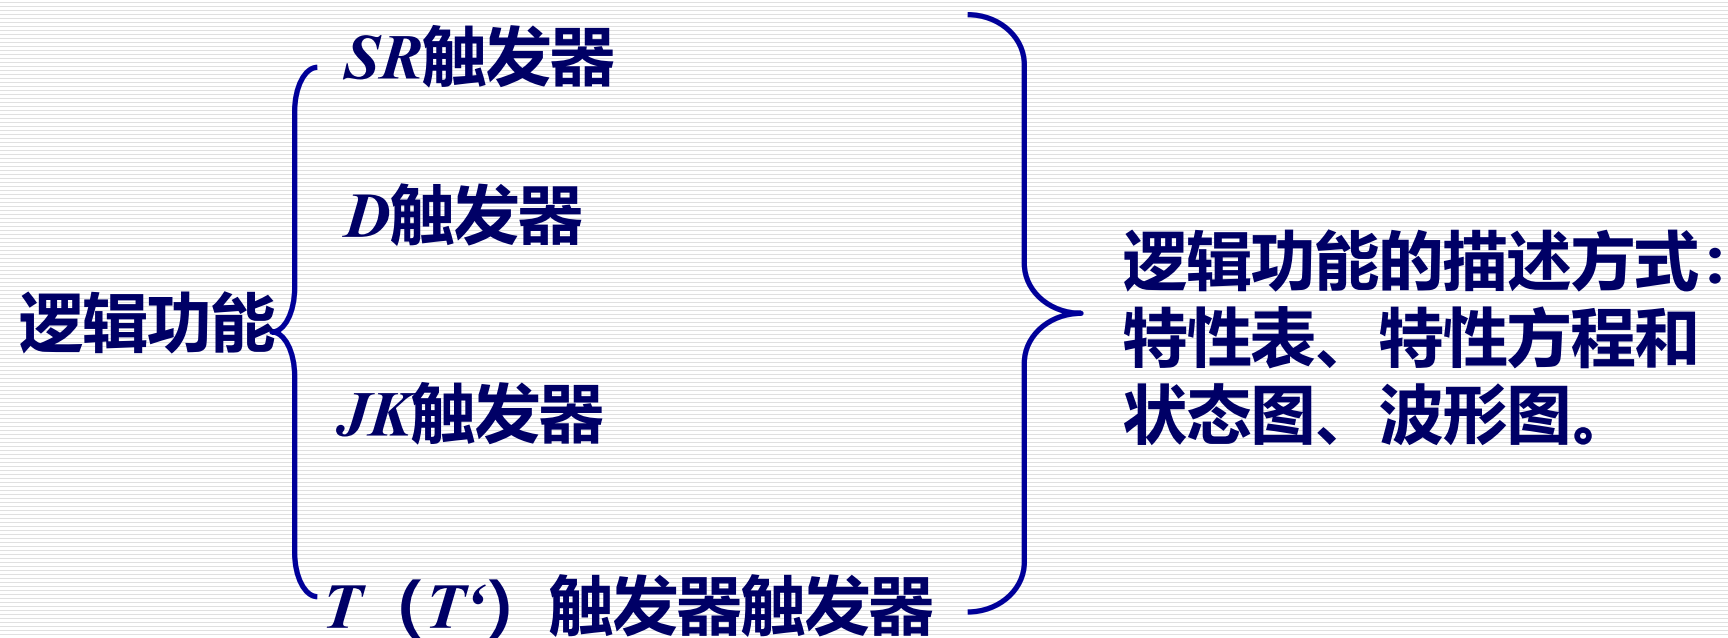 SR触发器
D触发器
逻辑功能
JK触发器
T（T‘）触发器触发器
逻辑功能的描述方式：
特性表、特性方程和
状态图、波形图。